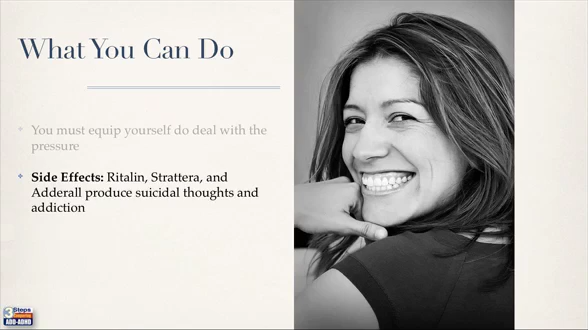 What You Can Do
You must equip yourself do deal with the
pressure
Side Effects: Ritalin, Strattera, and
Adderall produce suicidal thoughts and
addiction
3 Steps
ADD-ADHD